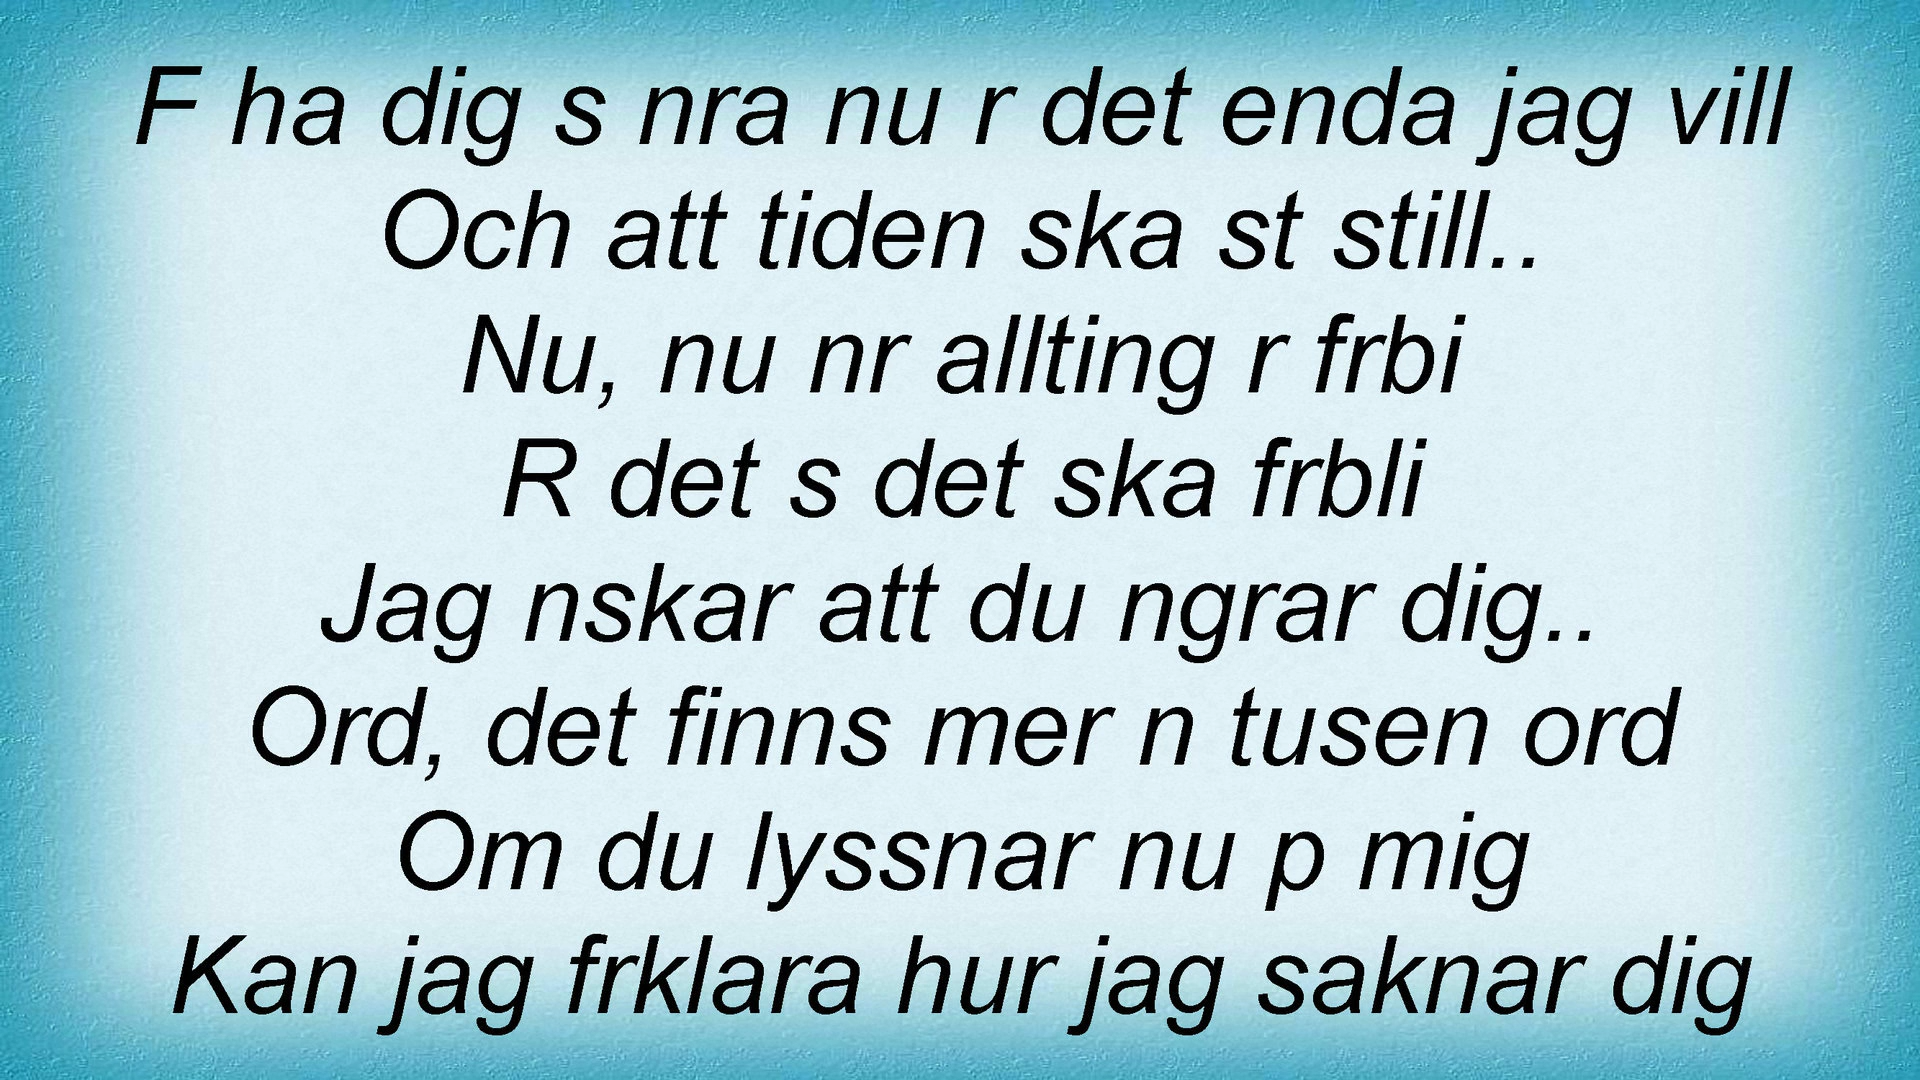 F ha dig s nra nu r det enda jag vill
Och att tiden ska st still..
Nu, nu nr allting r frbi
R det s det ska frbli
Jag nskar att du ngrar dig..
Ord, det finns mer n tusen ord
Om du lyssnar nu p mig
Kan jag frklara hur jag saknar dig